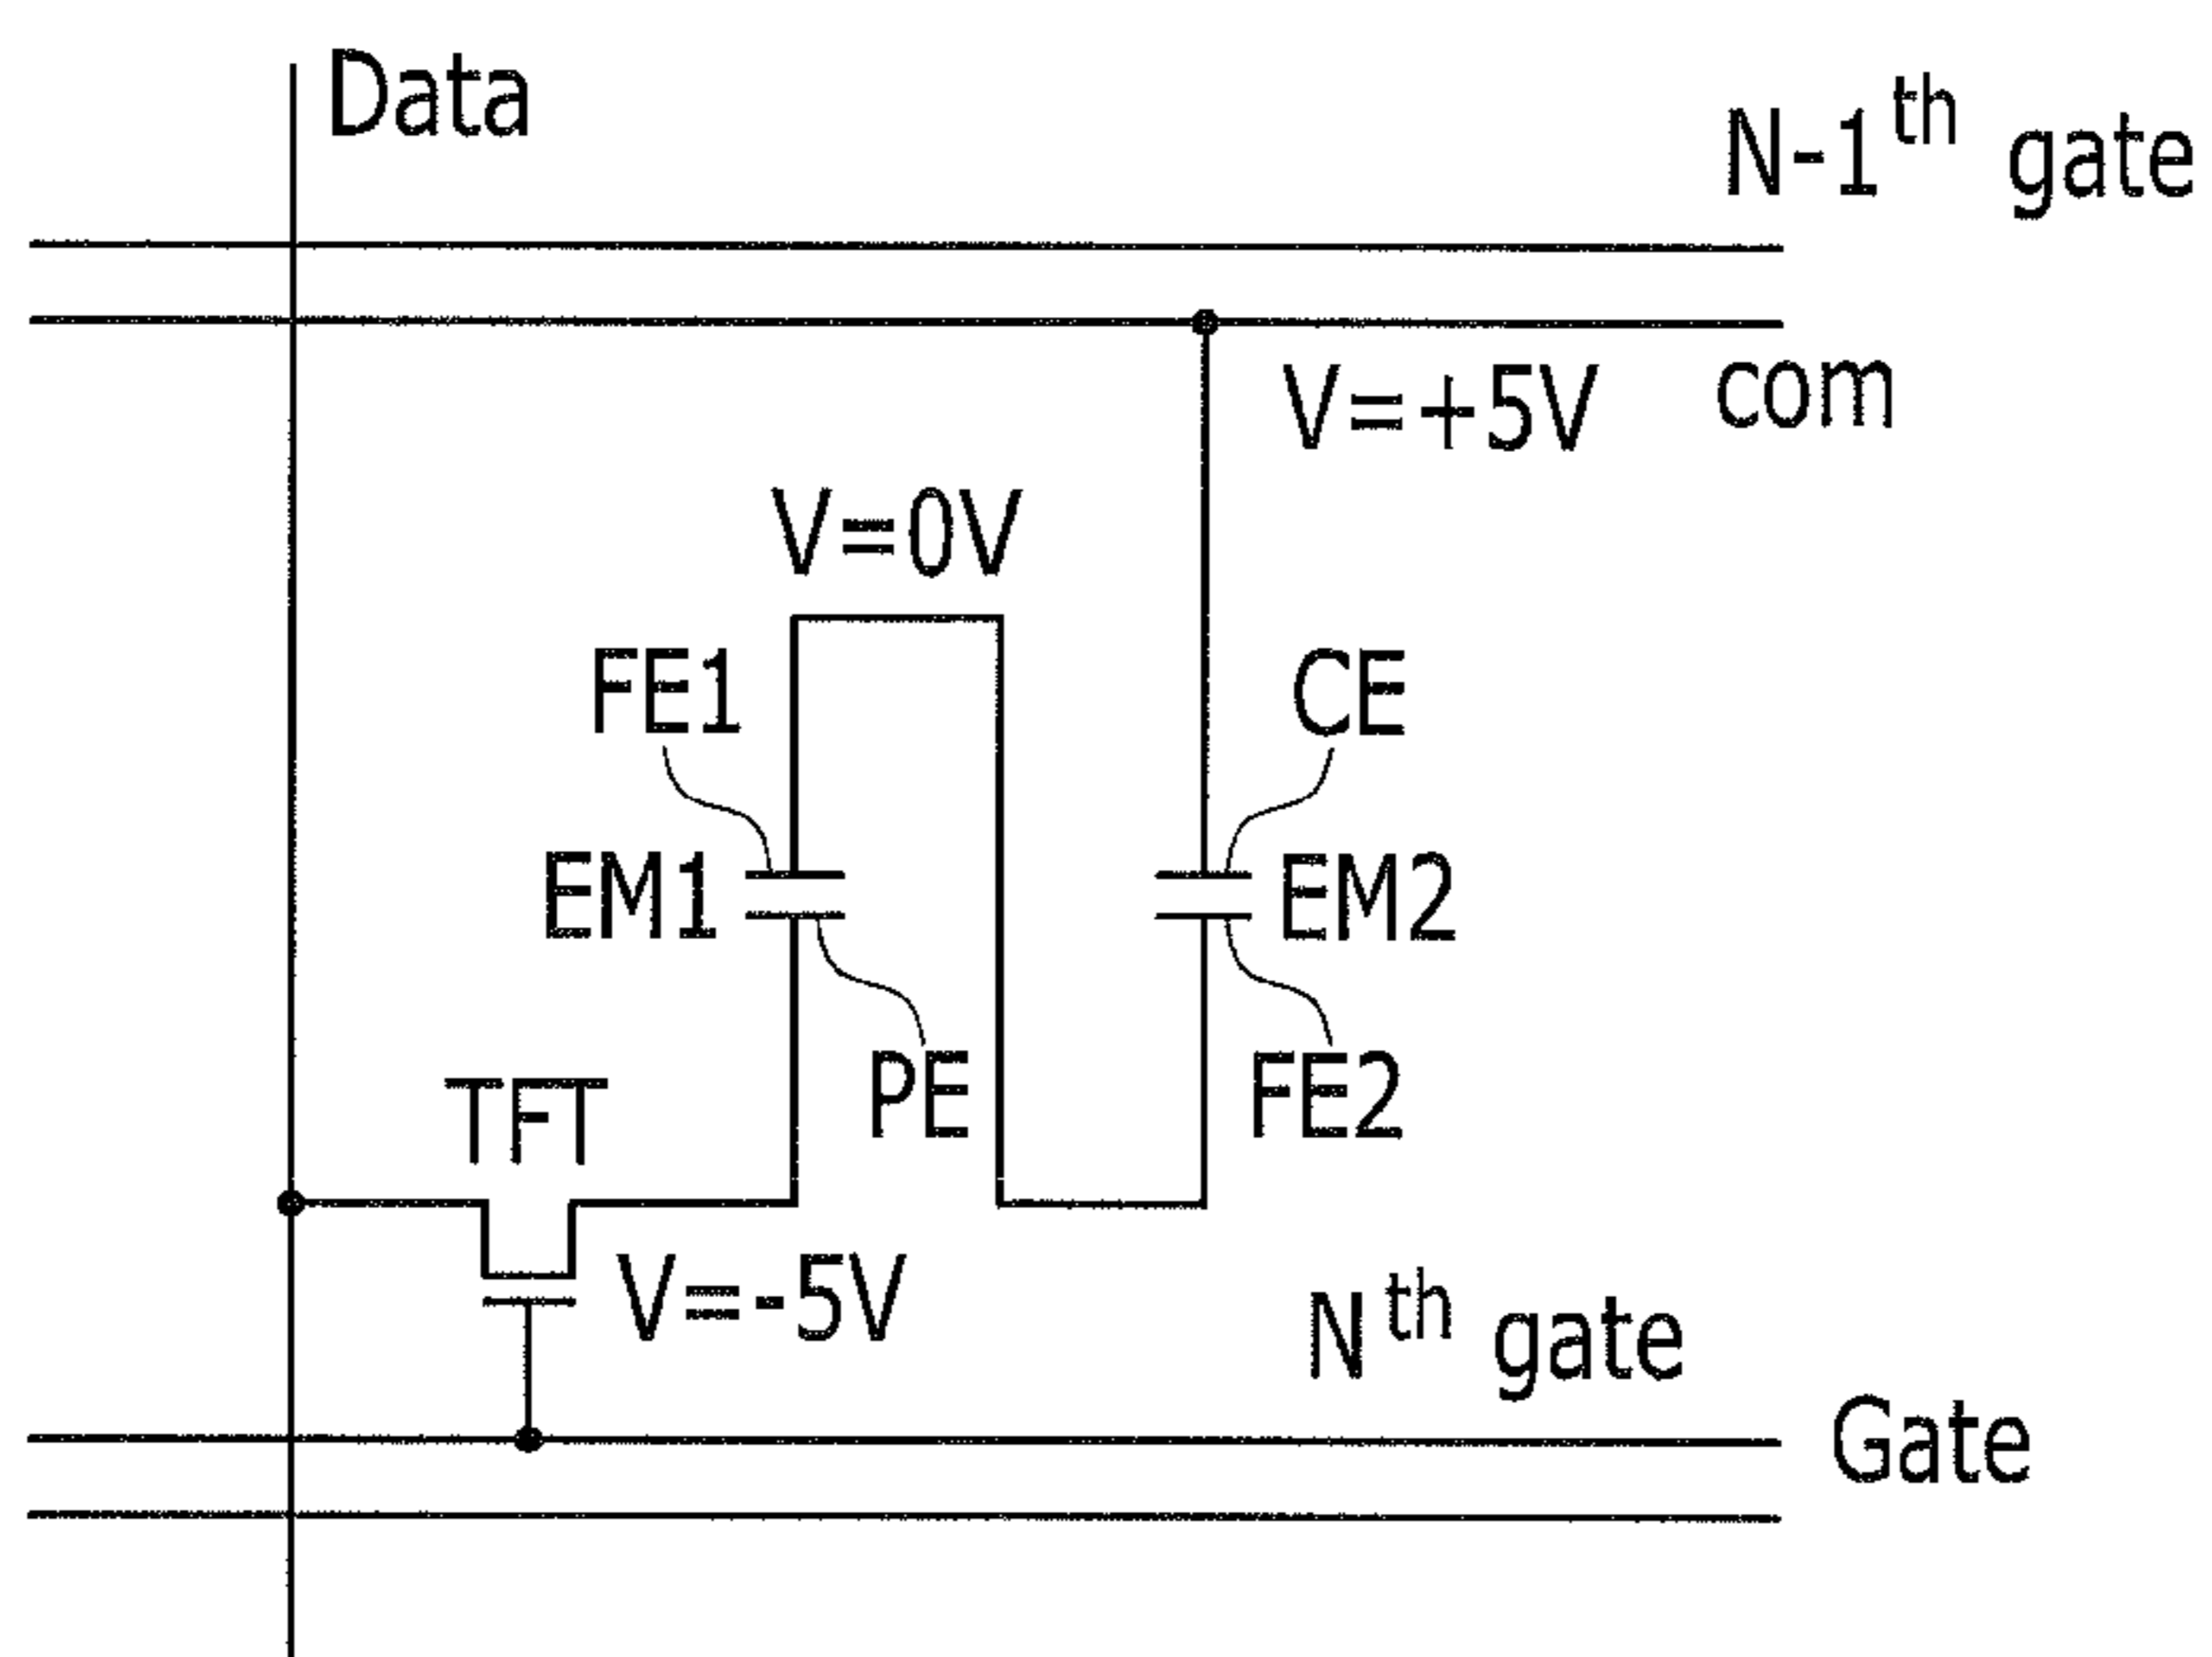 Data
N-1th gate
com
V=+5V
V=0V
FE1
CE
EM1
EM2
PE
FE2
TFT
V=-5V
Nth gate
Gate